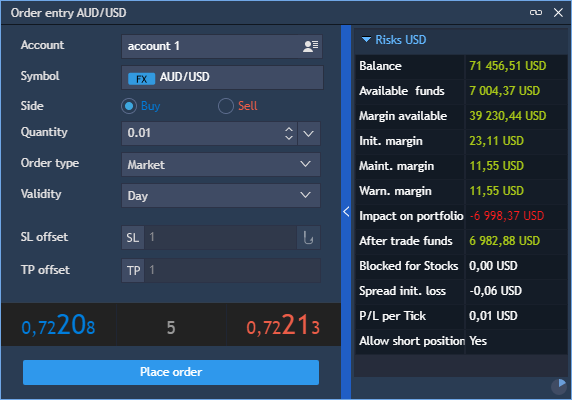 Order entry AUD/USD
Account
account 1
Symbol
FX AUD/USD
Side
Buy
Sell
Quantity
0.01
Order type
Market
Validity
Day
SL offset
SL 1
TP offset
TP 1
0,72208
5
0,72213
Place order
Risks USD
Balance 71 456,51 USD
Available funds 7 004,37 USD
Margin available 39 230,44 USD
Init. margin 23,11 USD
Maint. margin 11,55 USD
Warn. margin 11,55 USD
Impact on portfolio -6 998,37 USD
After trade funds 6 982,88 USD
Blocked for Stocks 0,00 USD
Spread init. loss -0,06 USD
P/L per Tick 0,01 USD
Allow short position Yes